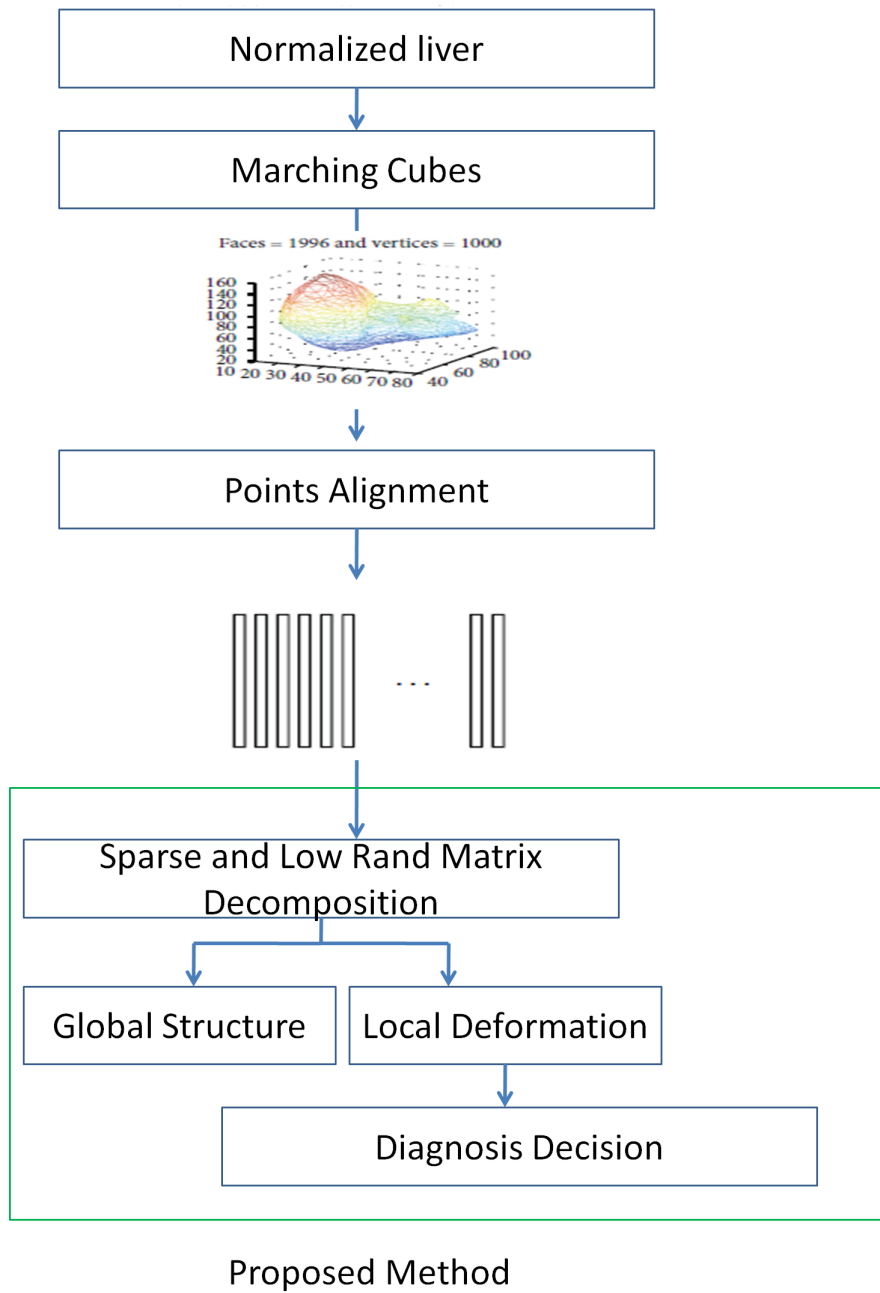 Normalized liver
Marching Cubes
Faces = 1996 and vertices = 1000
160
140
120
100
80
60
40
20
10 20 30 40 50 60 70 80
40
60
80
100
Points Alignment
...
Sparse and Low Rand Matrix
Decomposition
Global Structure
Local Deformation
Diagnosis Decision
Proposed Method